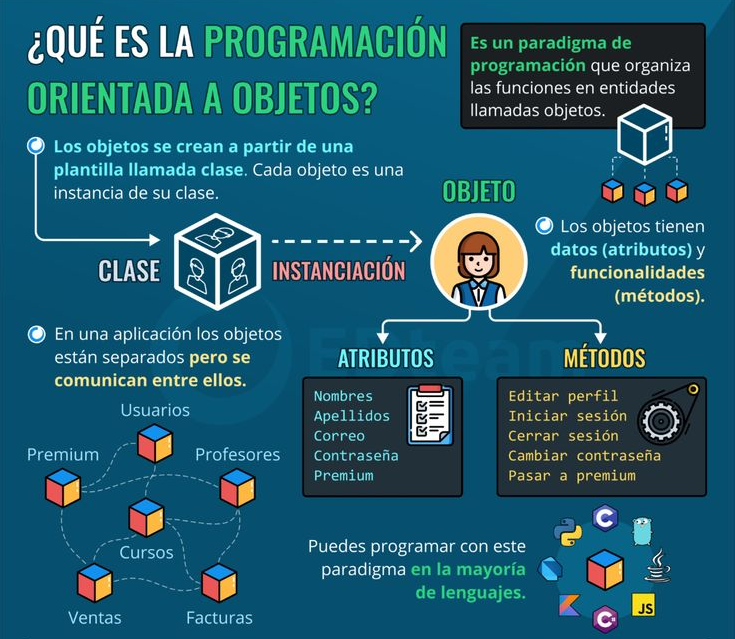 ¿QUÉ ES LA PROGRAMACIÓN
ORIENTADA A OBJETOS?
Es un paradigma de
programación que organiza
las funciones en entidades
llamadas objetos.
Los objetos se crean a partir de una
plantilla llamada clase. Cada objeto es una
instancia de su clase.
CLASE
INSTANCIACIÓN
OBJETO
Los objetos tienen
datos (atributos) y
funcionalidades
(métodos).
EDteam
En una aplicación los objetos
están separados pero se
comunican entre ellos.
ATRIBUTOS
Nombres
Apellidos
Correo
Contraseña
Premium
MÉTODOS
Editar perfil
Iniciar sesión
Cerrar sesión
Cambiar contraseña
Pasar a premium
Usuarios
Premium
Profesores
Cursos
Ventas
Facturas
Puedes programar con este
paradigma en la mayoría
de lenguajes.
C
JS
C#